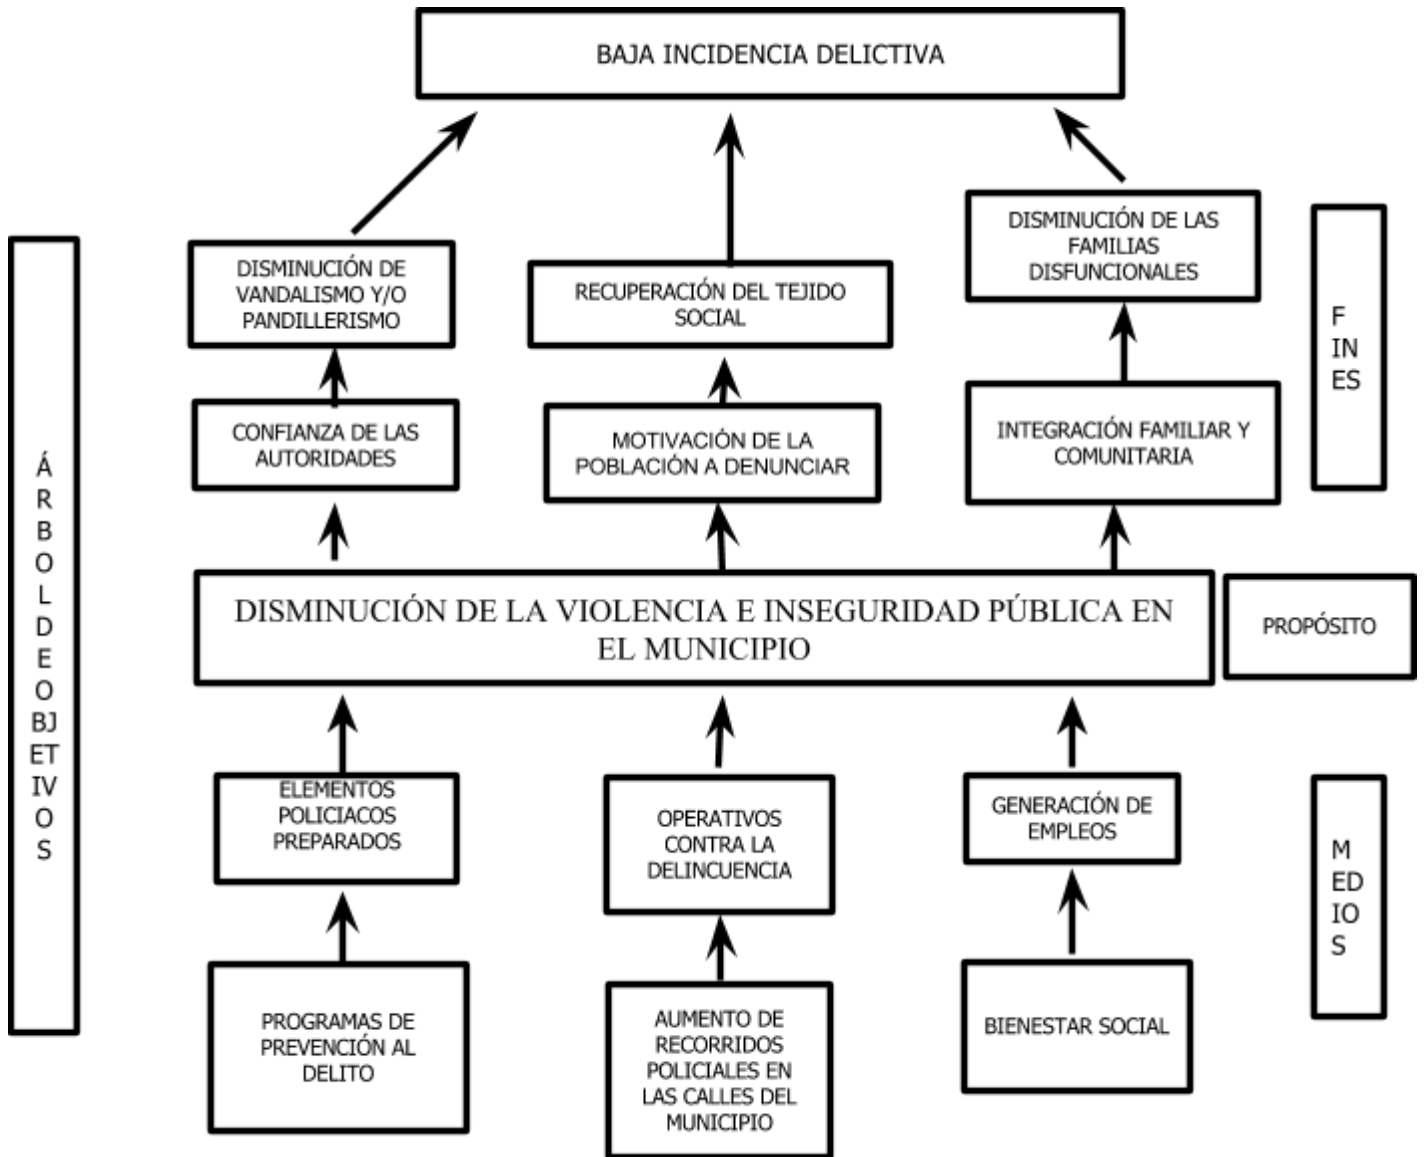 BAJA INCIDENCIA DELICTIVA
DISMINUCIÓN DE
VANDALISMO Y/O
PANDILLERISMO
RECUPERACIÓN DEL TEJIDO
SOCIAL
DISMINUCIÓN DE LAS
FAMILIAS
DISFUNCIONALES
F
IN
ES
CONFIANZA DE LAS
AUTORIDADES
MOTIVACIÓN DE LA
POBLACIÓN A DENUNCIAR
INTEGRACIÓN FAMILIAR Y
COMUNITARIA
Á
R
B
O
L
D
E
O
BJ
ET
IV
O
S
DISMINUCIÓN DE LA VIOLENCIA E INSEGURIDAD PÚBLICA EN
EL MUNICIPIO
PROPÓSITO
ELEMENTOS
POLICIACOS
PREPARADOS
OPERATIVOS
CONTRA LA
DELINCUENCIA
GENERACIÓN DE
EMPLEOS
M
EDI
IO
S
PROGRAMAS DE
PREVENCIÓN AL
DELITO
AUMENTO DE
RECORRIDOS
POLICIALES EN
LAS CALLES DEL
MUNICIPIO
BIENESTAR SOCIAL